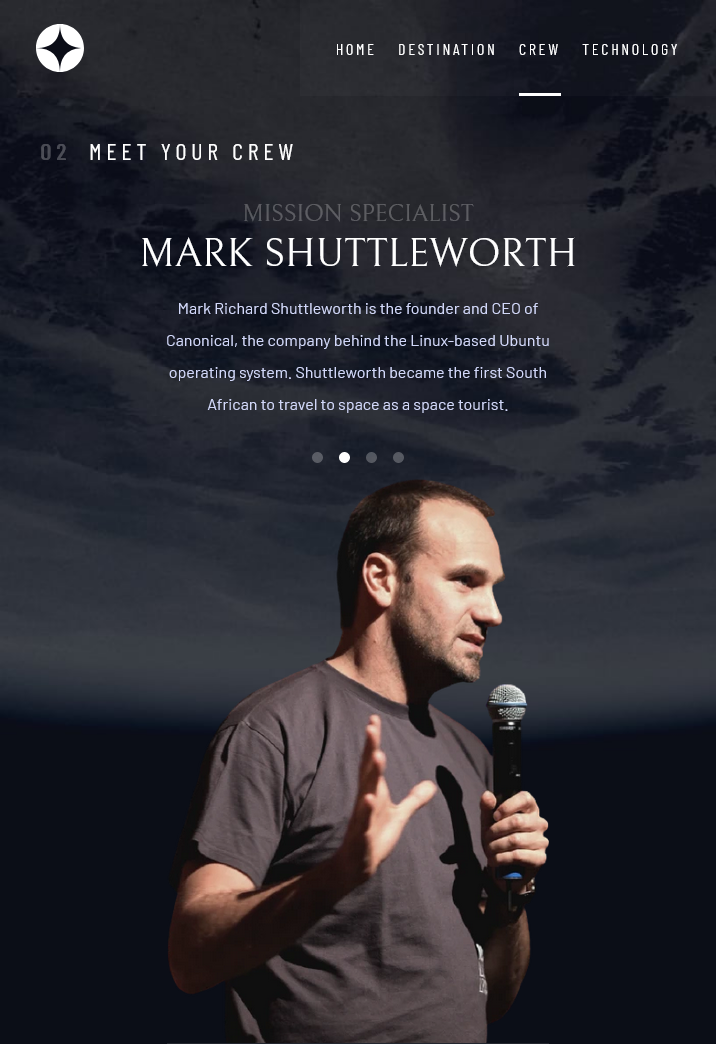 HOME DESTINATION CREW TECHNOLOGY
02 MEET YOUR CREW
MISSION SPECIALIST
MARK SHUTTLEWORTH
Mark Richard Shuttleworth is the founder and CEO of
Canonical, the company behind the Linux-based Ubuntu
operating system. Shuttleworth became the first South
African to travel to space as a space tourist.